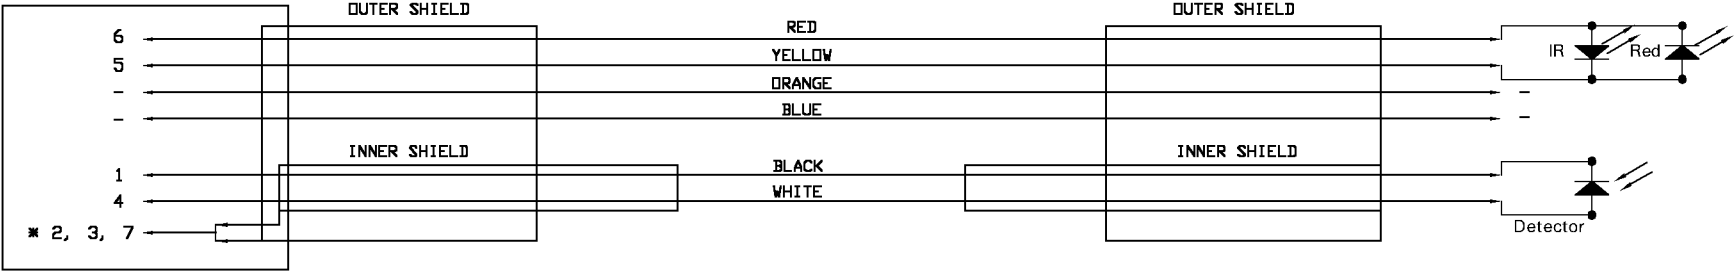 OUTER SHIELD OUTER SHIELD
6 RED
5 YELLOW IR Red
- ORANGE -
- BLUE -
INNER SHIELD INNER SHIELD
1 BLACK
4 WHITE
* 2, 3, 7 Detector